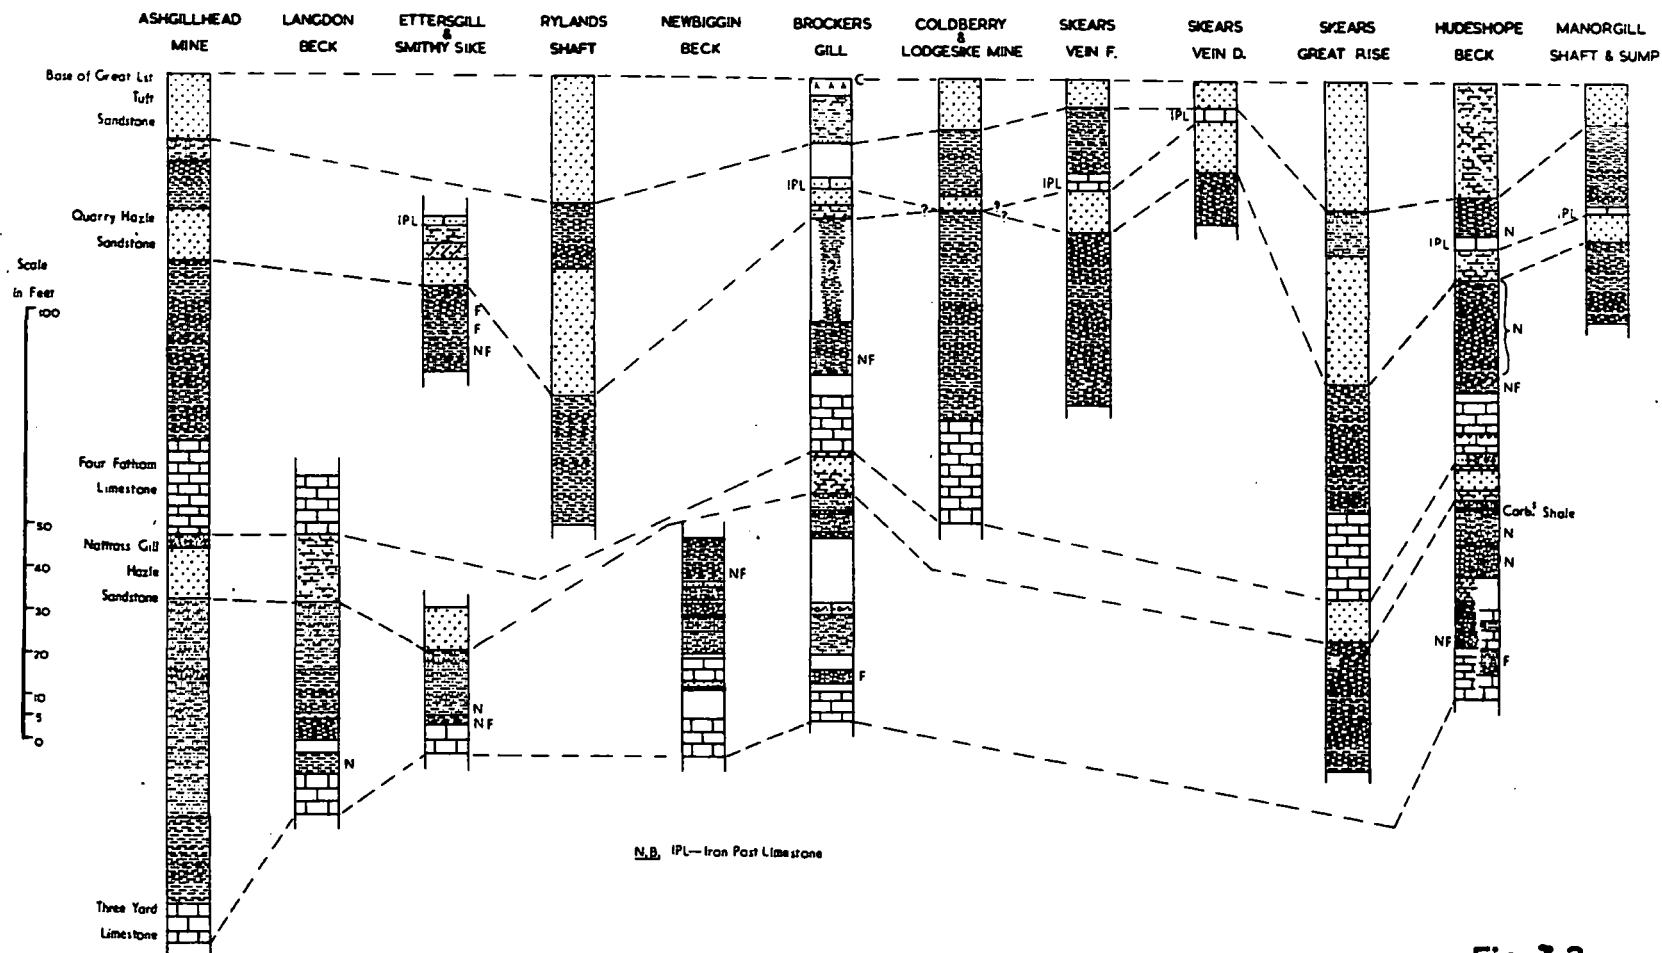 ASHGILLHEAD MINE
LANGDON BECK
ETTERSGILL & SMITHY SIKE
RYLANDS SHAFT
NEWBIGGIN BECK
BROCKERS GILL
COLDBERRY & LODGESIKE MINE
SKEARS VEIN F.
SKEARS VEIN D.
SKEARS GREAT RISE
HUDESHOPE BECK
MANORGILL SHAFT & SUMP
Base of Great Lst
Tuft
Sandstone
Quarry Hazle
Sandstone
Scale
in Feet
100
50
40
30
20
10
5
0
Four Fathom
Limestone
Nattrass Gill
Hazle
Sandstone
Three Yard
Limestone
N
IPL
F
F
NF
N
NF
NF
C
IPL
NF
F
?
?
?
IPL
IPL
N
IPL
N
NF
Carb.s Shale
N
N
NF
F
IPL
N.B. IPL—Iron Post Limestone